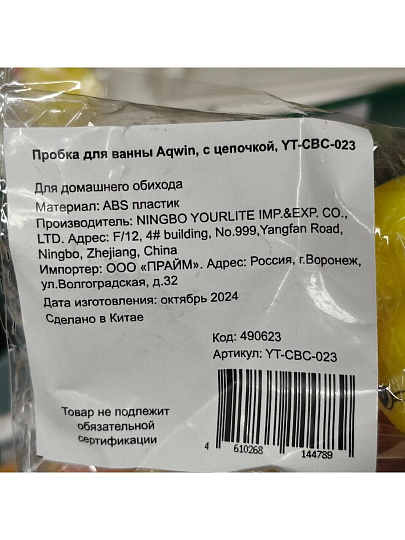 Пробка для ванны Aqwin, с цепочкой, YT-CBC-023
Для домашнего обихода
Материал: ABS пластик
Производитель: NINGBO YOURLITE IMP.&EXP. CO.,
LTD. Адрес: F/12, 4# building, No.999,Yangfan Road,
Ningbo, Zhejiang, China
Импортер: ООО «ПРАЙМ». Адрес: Россия, г.Воронеж,
ул.Волгоградская, д.32
Дата изготовления: октябрь 2024
Сделано в Китае
Код: 490623
Артикул: YT-CBC-023
Товар не подлежит
обязательной
сертификации
4 610268 144789